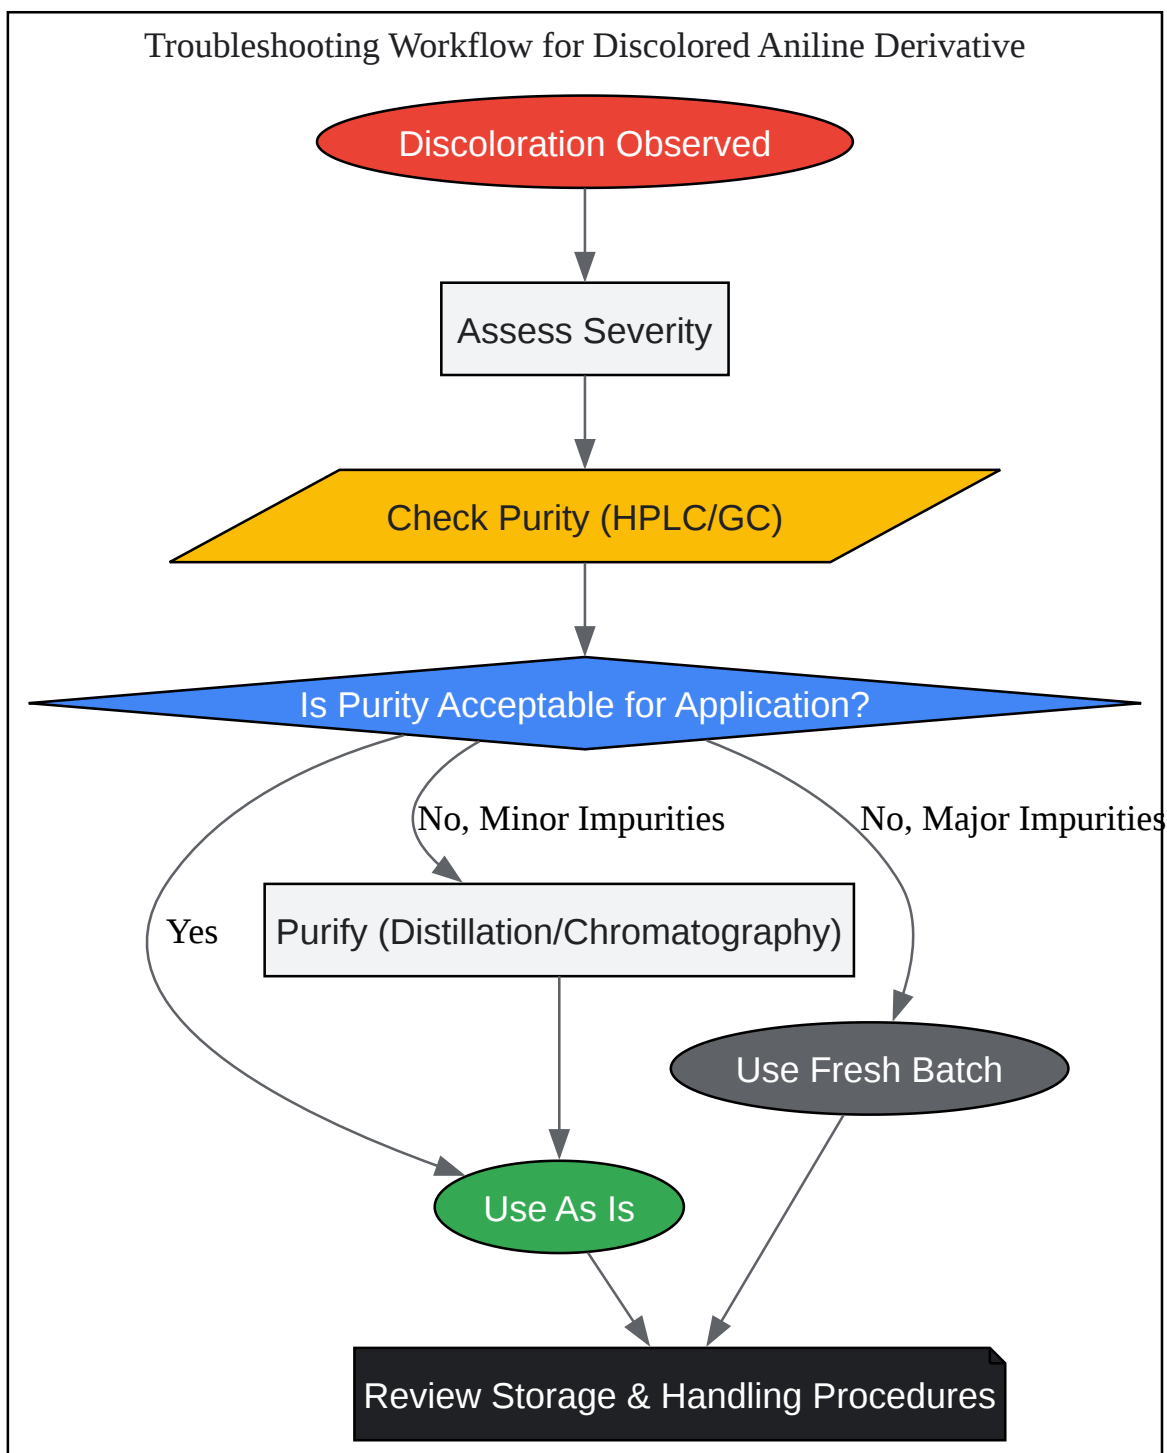 Troubleshooting Workflow for Discolored Aniline Derivative
Discoloration Observed
Assess Severity
Check Purity (HPLC/GC)
Is Purity Acceptable for Application?
No, Minor Impurities
No, Major Impurities
Yes
Purify (Distillation/Chromatography)
Use Fresh Batch
Use As Is
Review Storage & Handling Procedures